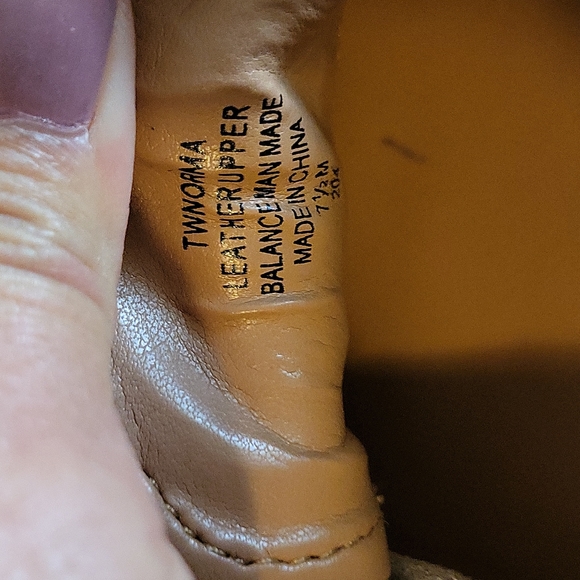 TWNORMA
LEATHER UPPER
BALANCE MAN MADE
MADE IN CHINA
7 1/2 M
204